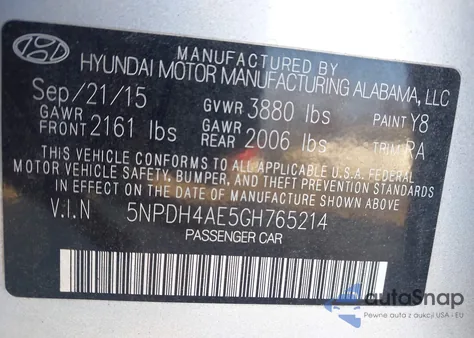 MANUFACTURED BY
HYUNDAI MOTOR MANUFACTURING ALABAMA, LLC
Sep/21/15 GVWR 3880 lbs PAINT Y8
GAWR FRONT 2161 lbs GAWR REAR 2006 lbs TRIM RA
THIS VEHICLE CONFORMS TO ALL APPLICABLE U.S.A. FEDERAL
MOTOR VEHICLE SAFETY, BUMPER, AND THEFT PREVENTION STANDARDS
IN EFFECT ON THE DATE OF MANUFACTURE SHOWN ABOVE.
V.I.N 5NPDH4AE5GH765214
PASSENGER CAR
autoSnap
Pewne auta z aukcji USA - EU